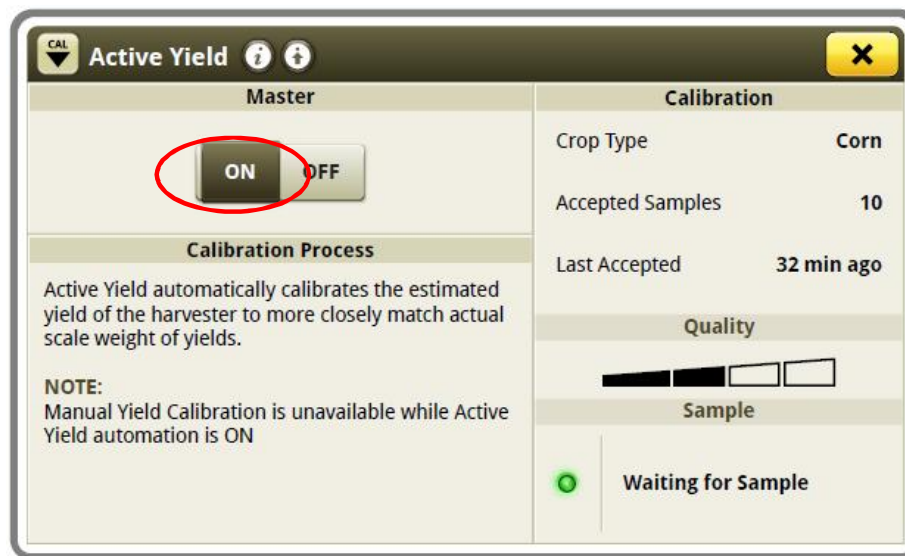 CAL
Active Yield
Master
ON OFF
Calibration Process
Active Yield automatically calibrates the estimated
yield of the harvester to more closely match actual
scale weight of yields.
NOTE:
Manual Yield Calibration is unavailable while Active
Yield automation is ON
Calibration
Crop Type Corn
Accepted Samples 10
Last Accepted 32 min ago
Quality
Sample
Waiting for Sample